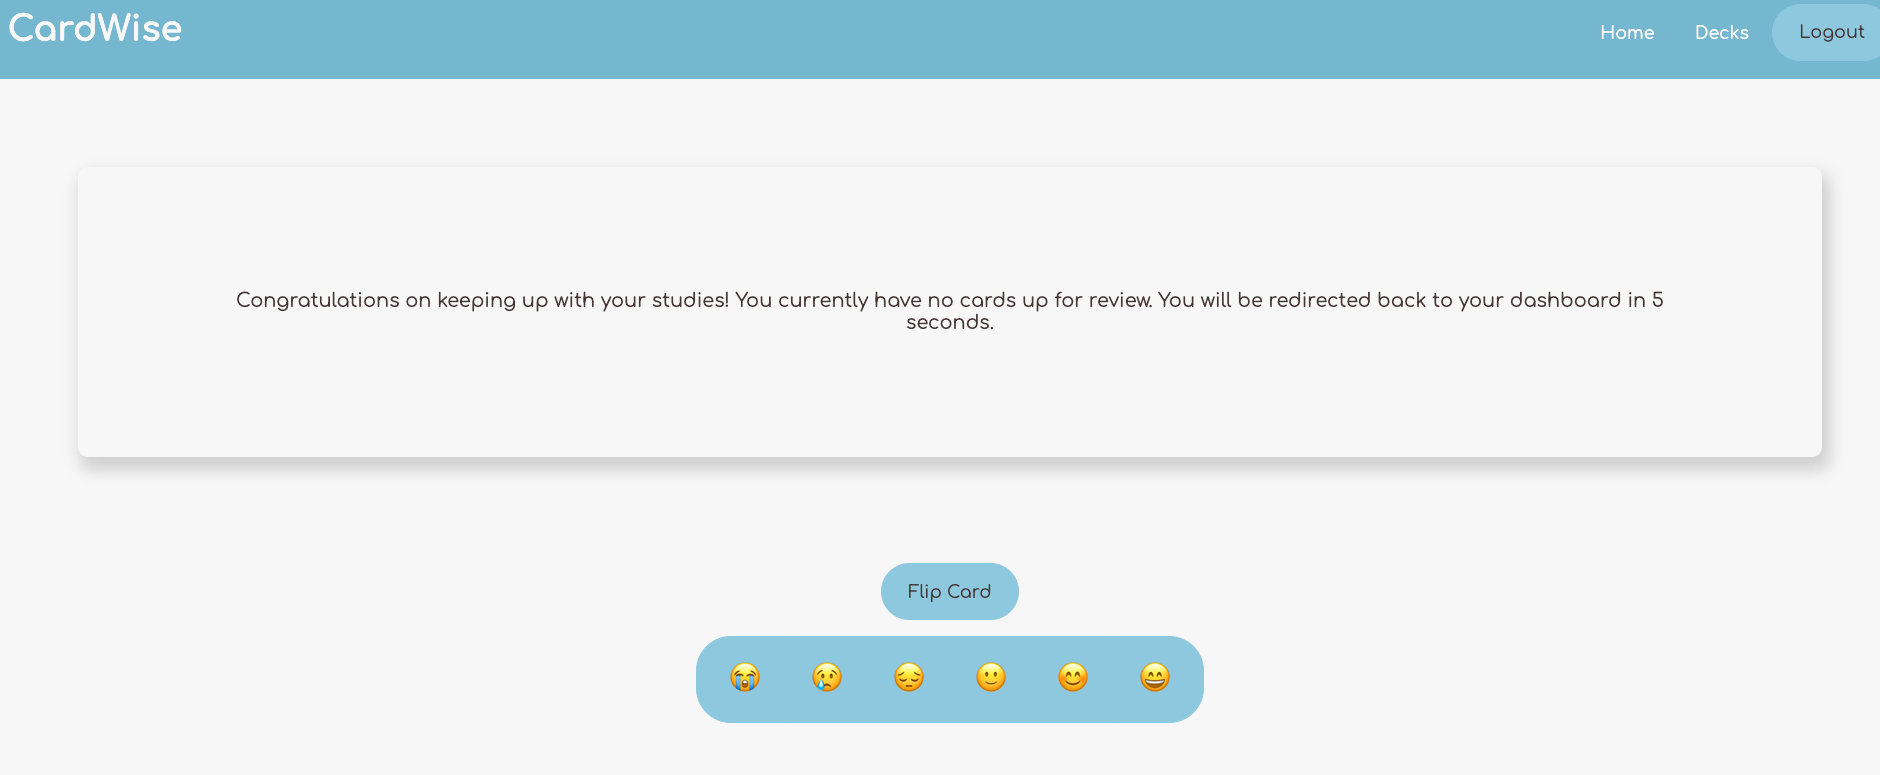 CardWise
Home
Decks
Logout
Congratulations on keeping up with your studies! You currently have no cards up for review. You will be redirected back to your dashboard in 5
seconds.
Flip Card